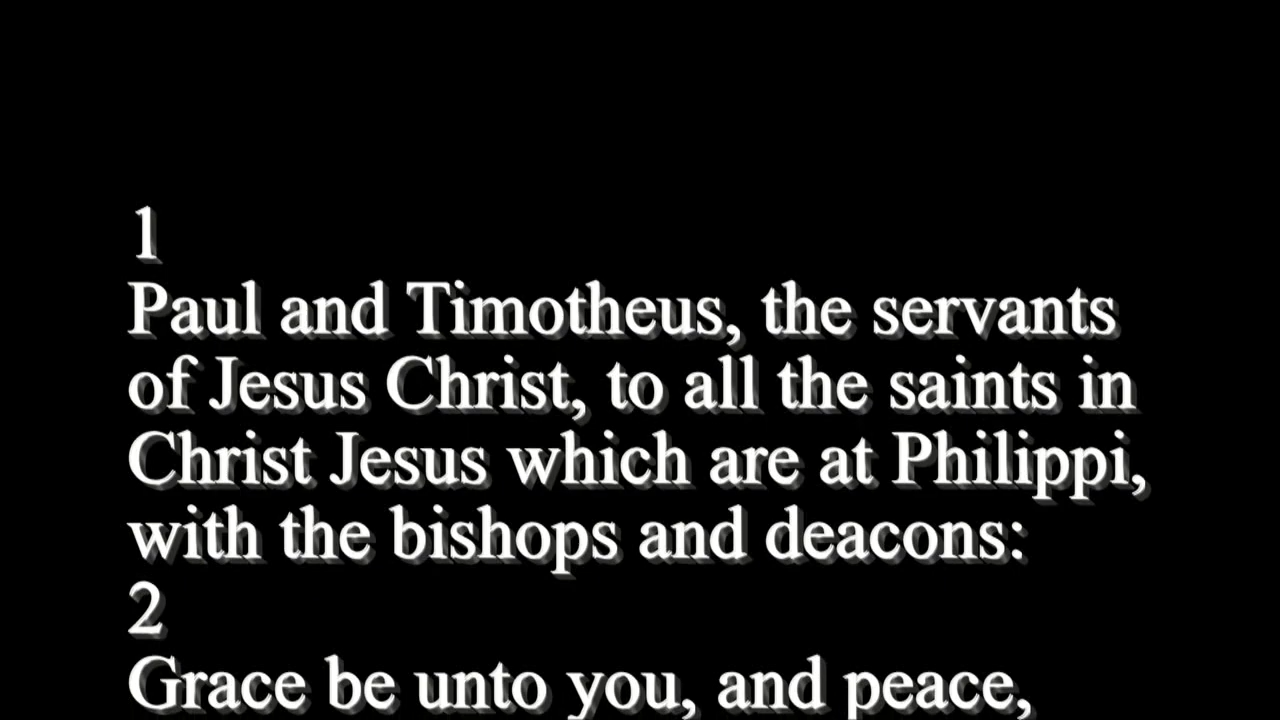 1
Paul and Timotheus, the servants
of Jesus Christ, to all the saints in
Christ Jesus which are at Philippi,
with the bishops and deacons:
2
Grace be unto you, and peace,